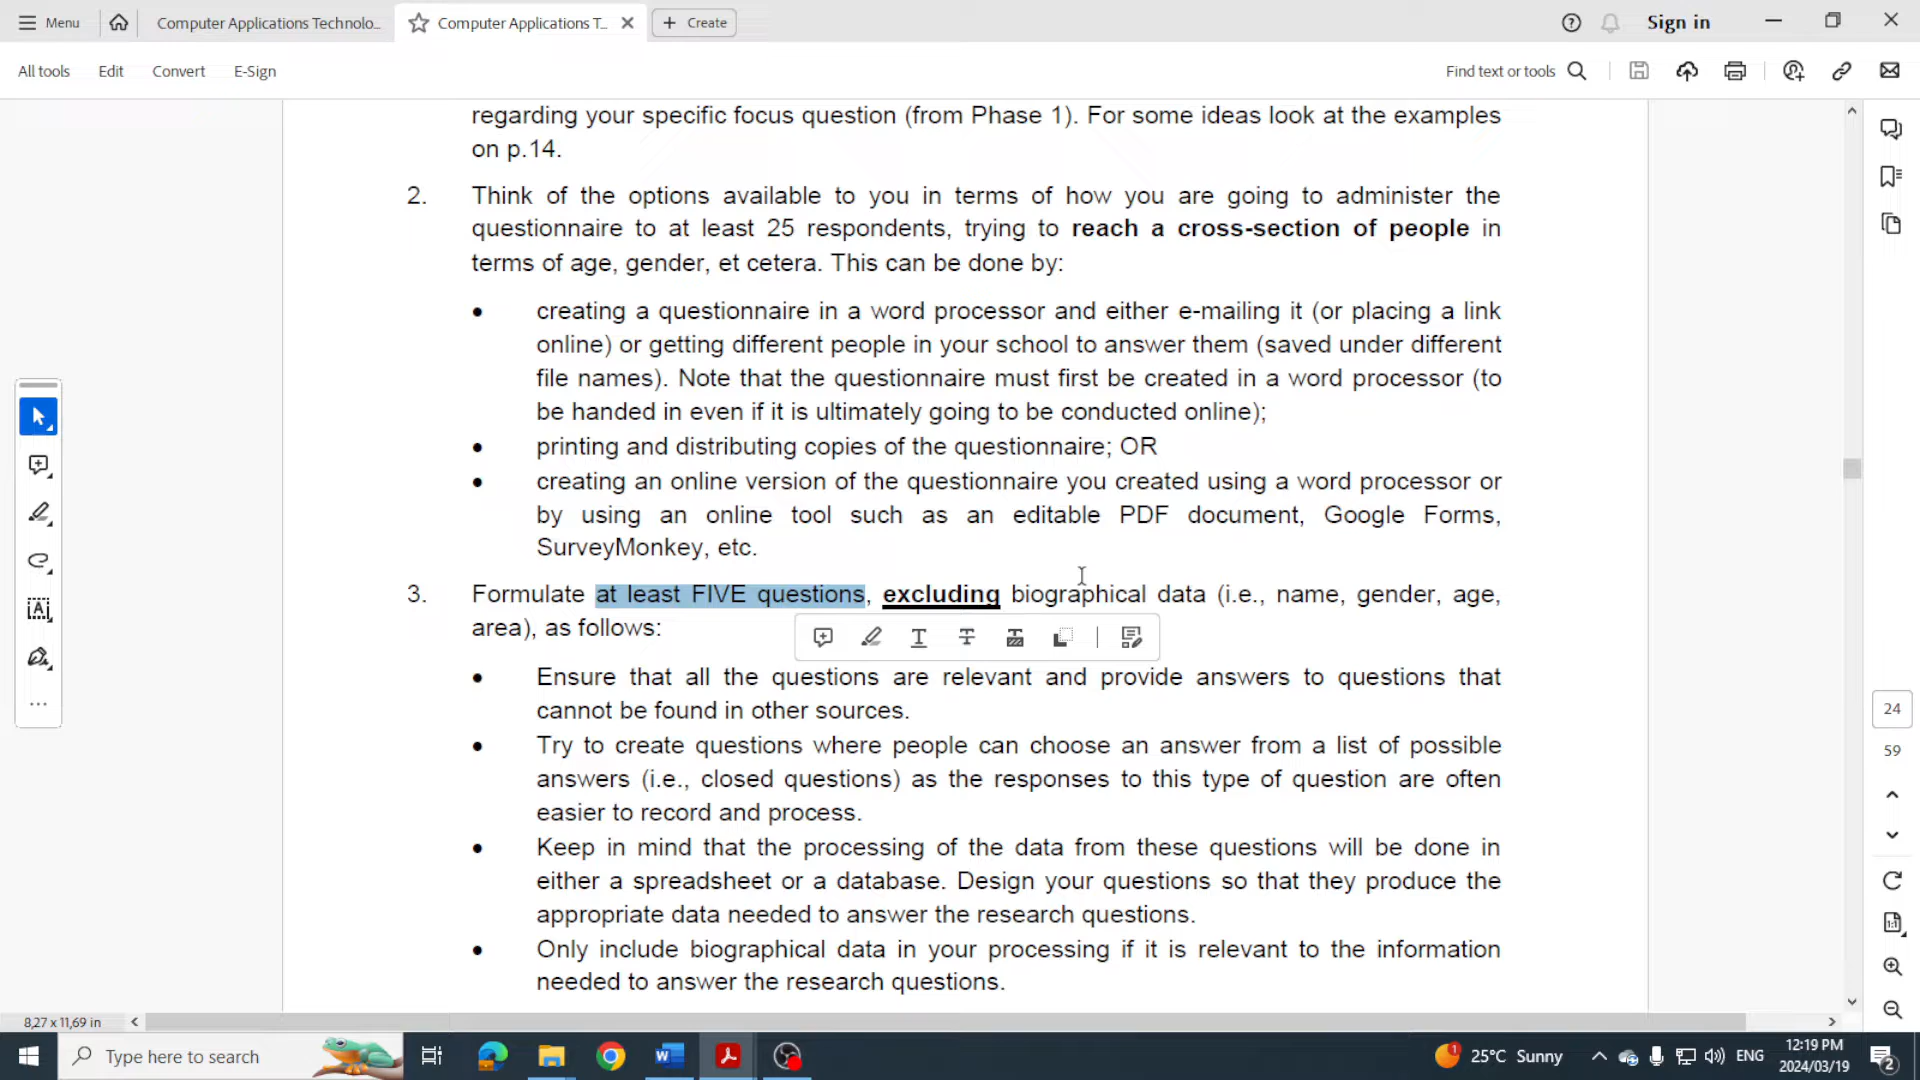 Menu
Computer Applications Technolo...
Computer Applications T...
Create
Sign in
All tools
Edit
Convert
E-Sign
Find text or tools
regarding your specific focus question (from Phase 1). For some ideas look at the examples
on p.14.
2. Think of the options available to you in terms of how you are going to administer the
questionnaire to at least 25 respondents, trying to reach a cross-section of people in
terms of age, gender, et cetera. This can be done by:
• creating a questionnaire in a word processor and either e-mailing it (or placing a link
online) or getting different people in your school to answer them (saved under different
file names). Note that the questionnaire must first be created in a word processor (to
be handed in even if it is ultimately going to be conducted online);
• printing and distributing copies of the questionnaire; OR
• creating an online version of the questionnaire you created using a word processor or
by using an online tool such as an editable PDF document, Google Forms,
SurveyMonkey, etc.
3. Formulate at least FIVE questions, excluding biographical data (i.e., name, gender, age,
area), as follows:
• Ensure that all the questions are relevant and provide answers to questions that
cannot be found in other sources.
• Try to create questions where people can choose an answer from a list of possible
answers (i.e., closed questions) as the responses to this type of question are often
easier to record and process.
• Keep in mind that the processing of the data from these questions will be done in
either a spreadsheet or a database. Design your questions so that they produce the
appropriate data needed to answer the research questions.
• Only include biographical data in your processing if it is relevant to the information
needed to answer the research questions.
24
59
8,27 x 11,69 in
Type here to search
1
25°C Sunny
ENG
12:19 PM
2024/03/19
2